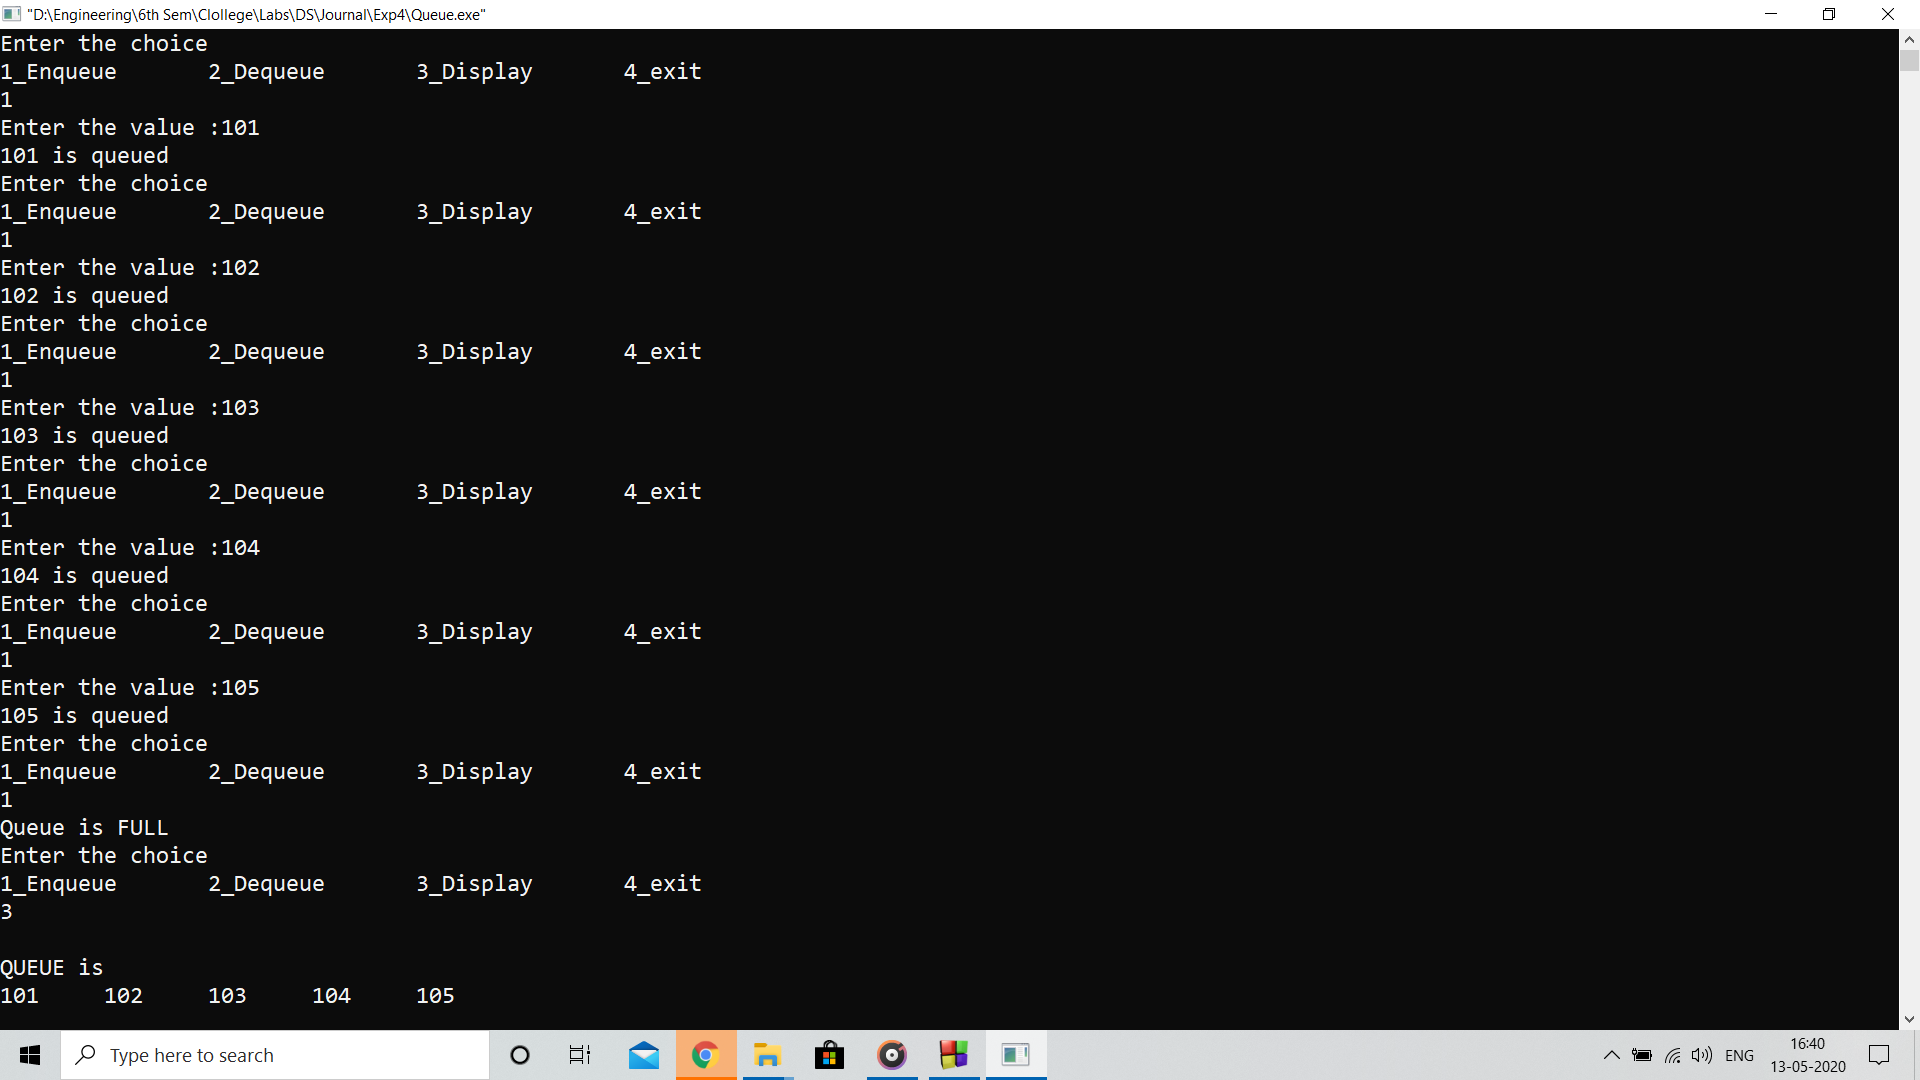 "D:\Engineering\6th Sem\Clollege\Labs\DS\Journal\Exp4\Queue.exe"
Enter the choice
1_Enqueue 2_Dequeue 3_Display 4_exit
1
Enter the value :101
101 is queued
Enter the choice
1_Enqueue 2_Dequeue 3_Display 4_exit
1
Enter the value :102
102 is queued
Enter the choice
1_Enqueue 2_Dequeue 3_Display 4_exit
1
Enter the value :103
103 is queued
Enter the choice
1_Enqueue 2_Dequeue 3_Display 4_exit
1
Enter the value :104
104 is queued
Enter the choice
1_Enqueue 2_Dequeue 3_Display 4_exit
1
Enter the value :105
105 is queued
Enter the choice
1_Enqueue 2_Dequeue 3_Display 4_exit
1
Queue is FULL
Enter the choice
1_Enqueue 2_Dequeue 3_Display 4_exit
3
QUEUE is
101 102 103 104 105
Type here to search
ENG
16:40
13-05-2020